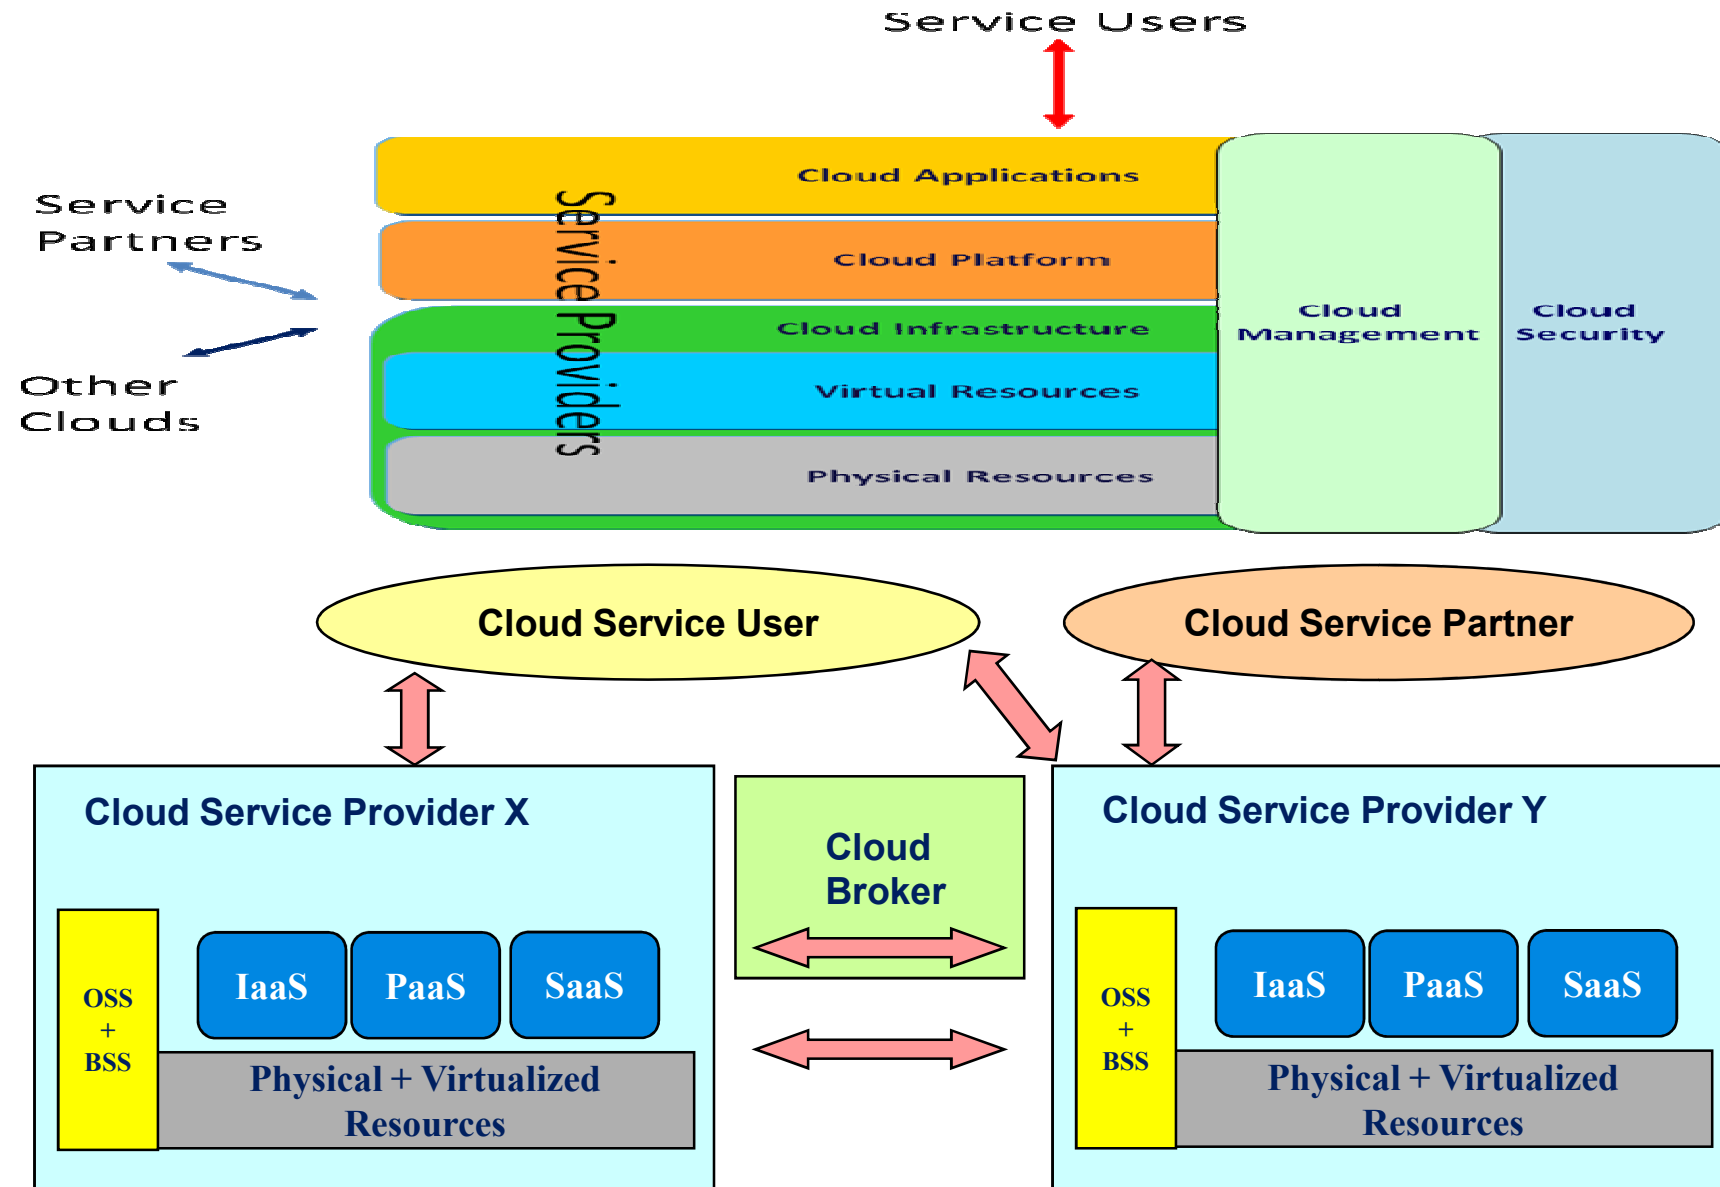 Service Users
Cloud Applications
Service
Partners
Service Providers
Cloud Platform
Cloud Infrastructure
Cloud
Management
Cloud
Security
Other
Clouds
Virtual Resources
Physical Resources
Cloud Service User
Cloud Service Partner
Cloud Service Provider X
Cloud
Broker
Cloud Service Provider Y
OSS
+
BSS
IaaS
PaaS
SaaS
Physical + Virtualized
Resources
OSS
+
BSS
IaaS
PaaS
SaaS
Physical + Virtualized
Resources